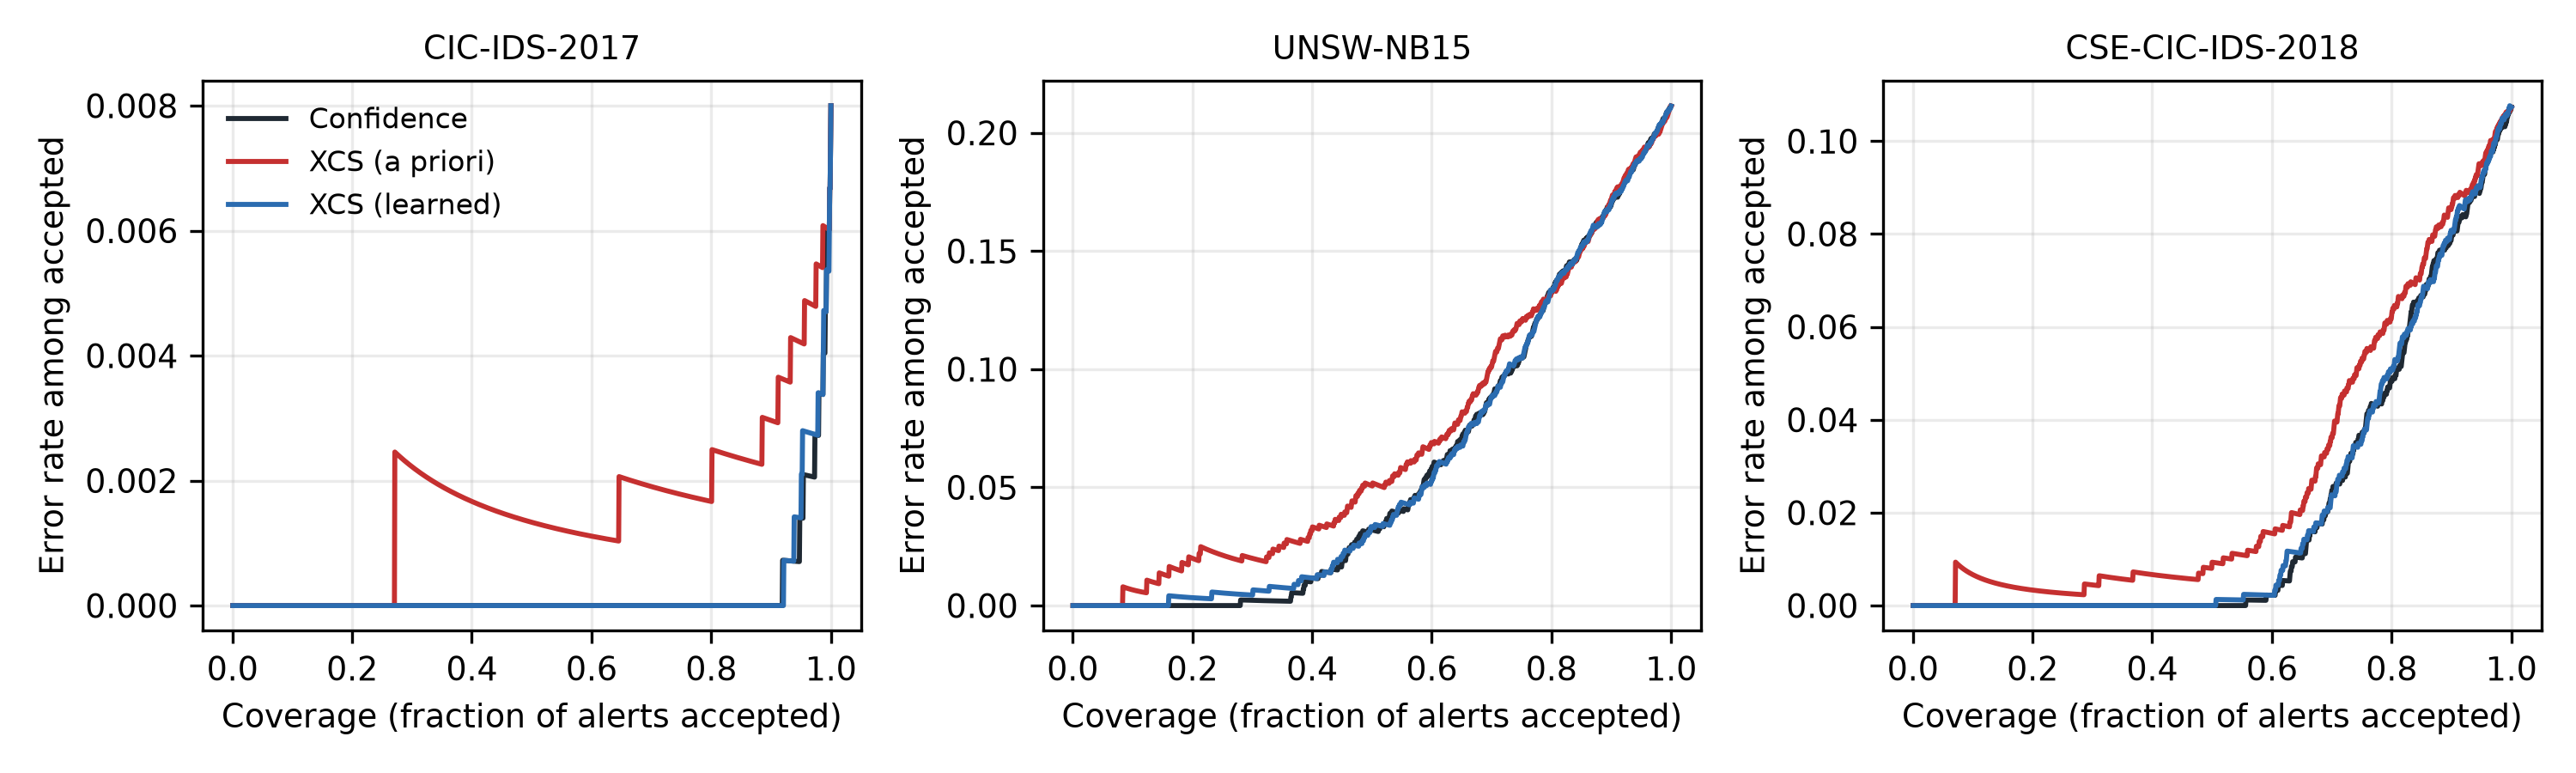 CIC-IDS-2017
Error rate among accepted
0.008
0.006
0.004
0.002
0.000
Confidence
XCS (a priori)
XCS (learned)
0.0 0.2 0.4 0.6 0.8 1.0
Coverage (fraction of alerts accepted)
UNSW-NB15
Error rate among accepted
0.20
0.15
0.10
0.05
0.00
0.0 0.2 0.4 0.6 0.8 1.0
Coverage (fraction of alerts accepted)
CSE-CIC-IDS-2018
Error rate among accepted
0.10
0.08
0.06
0.04
0.02
0.00
0.0 0.2 0.4 0.6 0.8 1.0
Coverage (fraction of alerts accepted)